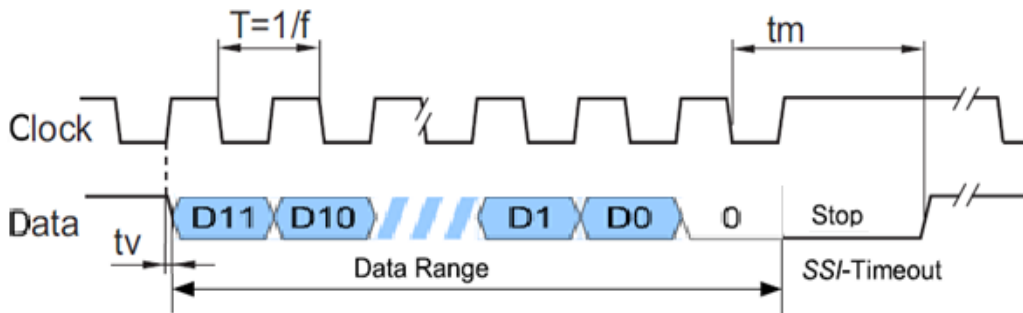 T=1/f
tm
Clock
Data
D11 D10 D1 D0 0 Stop
tv
Data Range
SSI-Timeout